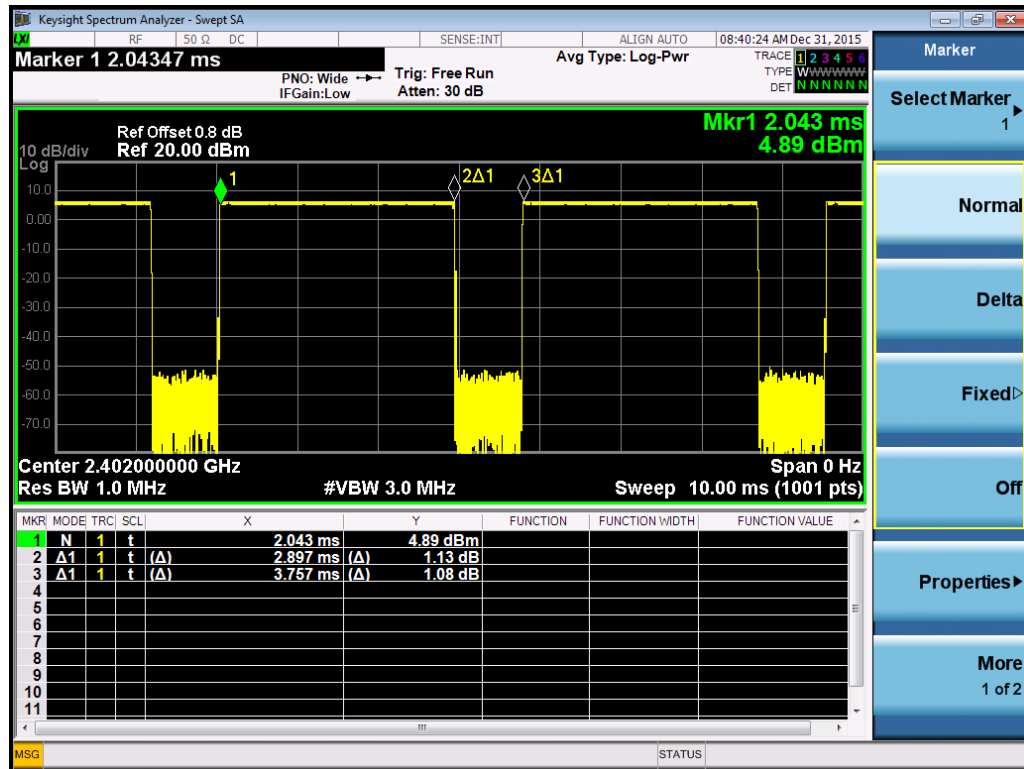 Keysight Spectrum Analyzer - Swept SA
LXI RF 50 Ω DC SENSE:INT ALIGN AUTO 08:40:24 AM Dec 31, 2015
Marker 1 2.04347 ms
PNO: Wide Trig: Free Run Avg Type: Log-Pwr TRACE 1 2 3 4 5 6
TYPE W W W W W W
IFGain:Low Atten: 30 dB DET N N N N N N
Mkr1 2.043 ms
4.89 dBm
Ref Offset 0.8 dB
10 dB/div Ref 20.00 dBm
Log
1 2Δ1 3Δ1
10.0
0.00
-10.0
-20.0
-30.0
-40.0
-50.0
-60.0
-70.0
Center 2.402000000 GHz Span 0 Hz
Res BW 1.0 MHz #VBW 3.0 MHz Sweep 10.00 ms (1001 pts)
MKR MODE TRC SCL X Y FUNCTION FUNCTION WIDTH FUNCTION VALUE
1 N 1 t 2.043 ms 4.89 dBm
2 Δ1 1 t (Δ) 2.897 ms (Δ) 1.13 dB
3 Δ1 1 t (Δ) 3.757 ms (Δ) 1.08 dB
4
5
6
7
8
9
10
11
MSG STATUS
Marker
Select Marker
1
Normal
Delta
Fixed
Off
Properties
More
1 of 2